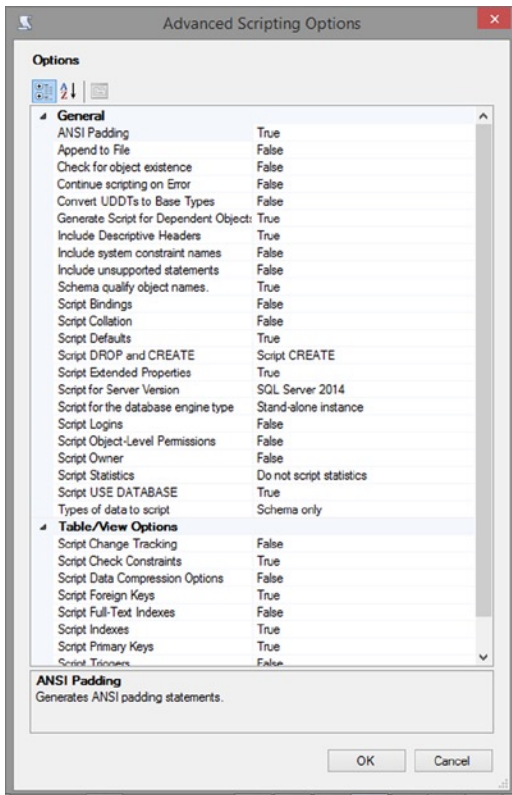 Advanced Scripting Options
Options
General
ANSI Padding True
Append to File False
Check for object existence False
Continue scripting on Error False
Convert UDDTs to Base Types False
Generate Script for Dependent Objects True
Include Descriptive Headers True
Include system constraint names False
Include unsupported statements False
Schema qualify object names. True
Script Bindings False
Script Collation False
Script Defaults True
Script DROP and CREATE Script CREATE
Script Extended Properties True
Script for Server Version SQL Server 2014
Script for the database engine type Stand-alone instance
Script Logins False
Script Object-Level Permissions False
Script Owner False
Script Statistics Do not script statistics
Script USE DATABASE True
Types of data to script Schema only
Table/View Options
Script Change Tracking False
Script Check Constraints True
Script Data Compression Options False
Script Foreign Keys True
Script Full-Text Indexes False
Script Indexes True
Script Primary Keys True
Script Triggers False
ANSI Padding
Generates ANSI padding statements.
OK Cancel